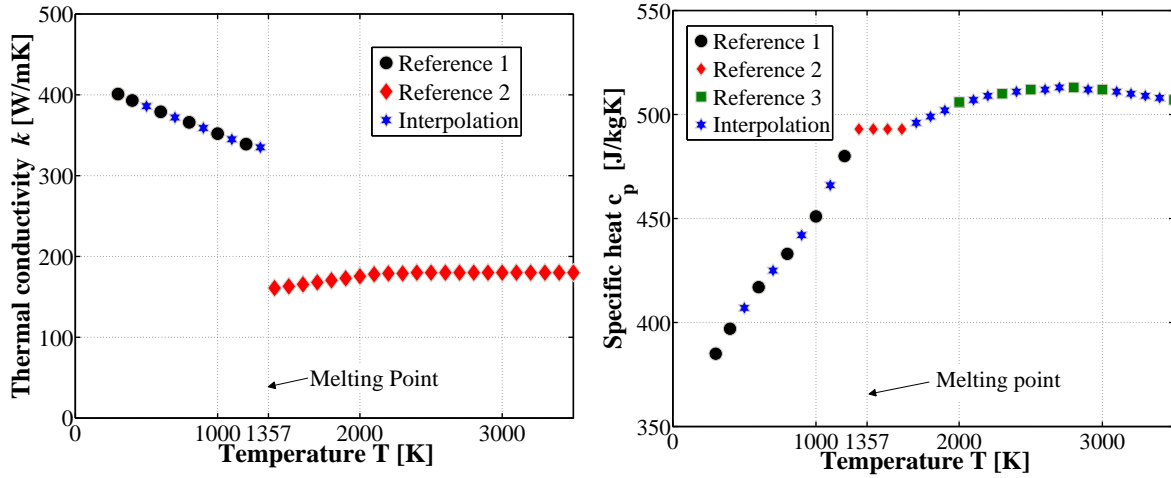 500
400
300
200
100
0
0
1000
1357
2000
3000
Thermal conductivity k [W/mK]
Temperature T [K]
Reference 1
Reference 2
Interpolation
Melting Point
550
500
450
400
350
0
1000
1357
2000
3000
Specific heat c_p [J/kgK]
Temperature T [K]
Reference 1
Reference 2
Reference 3
Interpolation
Melting point